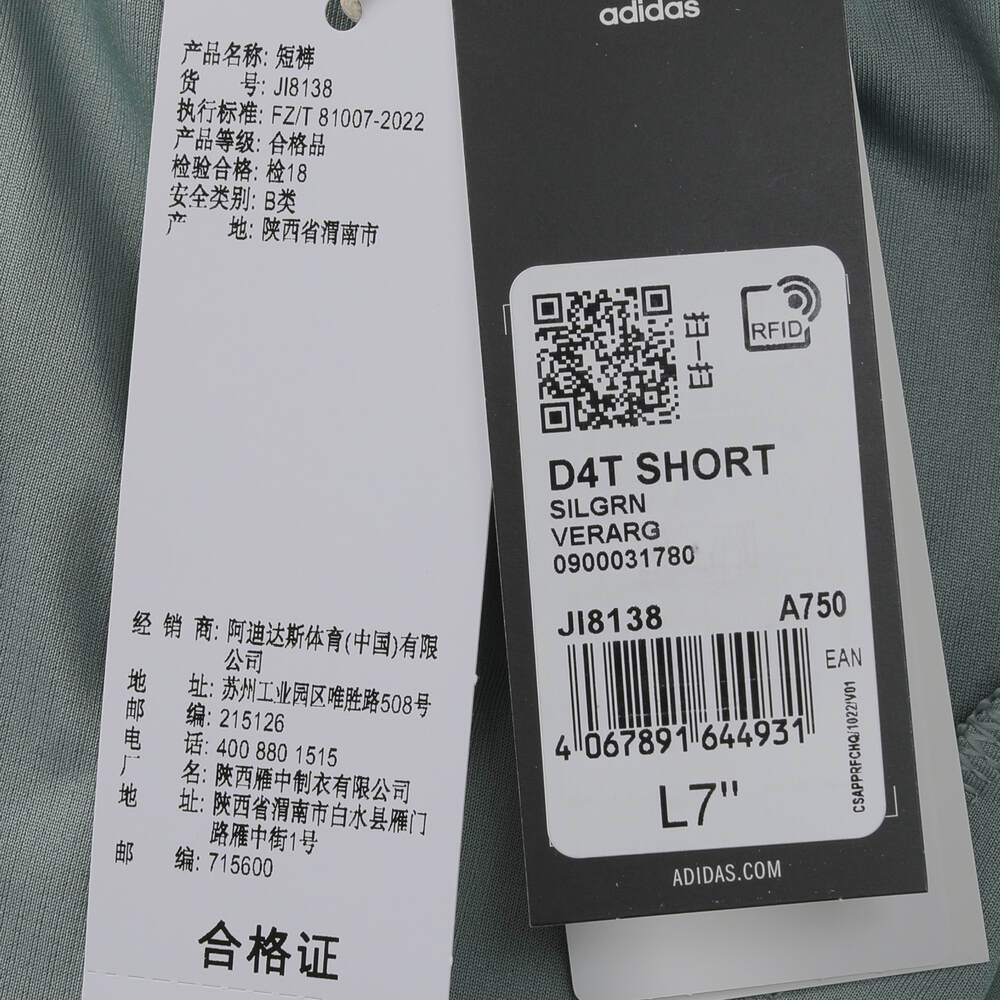 产品名称: 短裤
货 号: JI8138
执行标准: FZ/T 81007-2022
产品等级: 合格品
检验合格: 检18
安全类别: B类
产 地: 陕西省渭南市
经 销 商: 阿迪达斯体育(中国)有限
公司
地 址: 苏州工业园区唯胜路508号
邮 编: 215126
电 话: 400 880 1515
厂 名: 陕西雁中制衣有限公司
地 址: 陕西省渭南市白水县雁门
路雁中街1号
邮 编: 715600
合格证
adidas
扫一扫
RFID
D4T SHORT
SILGRN
VERARG
0900031780
JI8138 A750
EAN
4 067891 644931
CSAPPRFCHQ/1022/V01
L7"
ADIDAS.COM